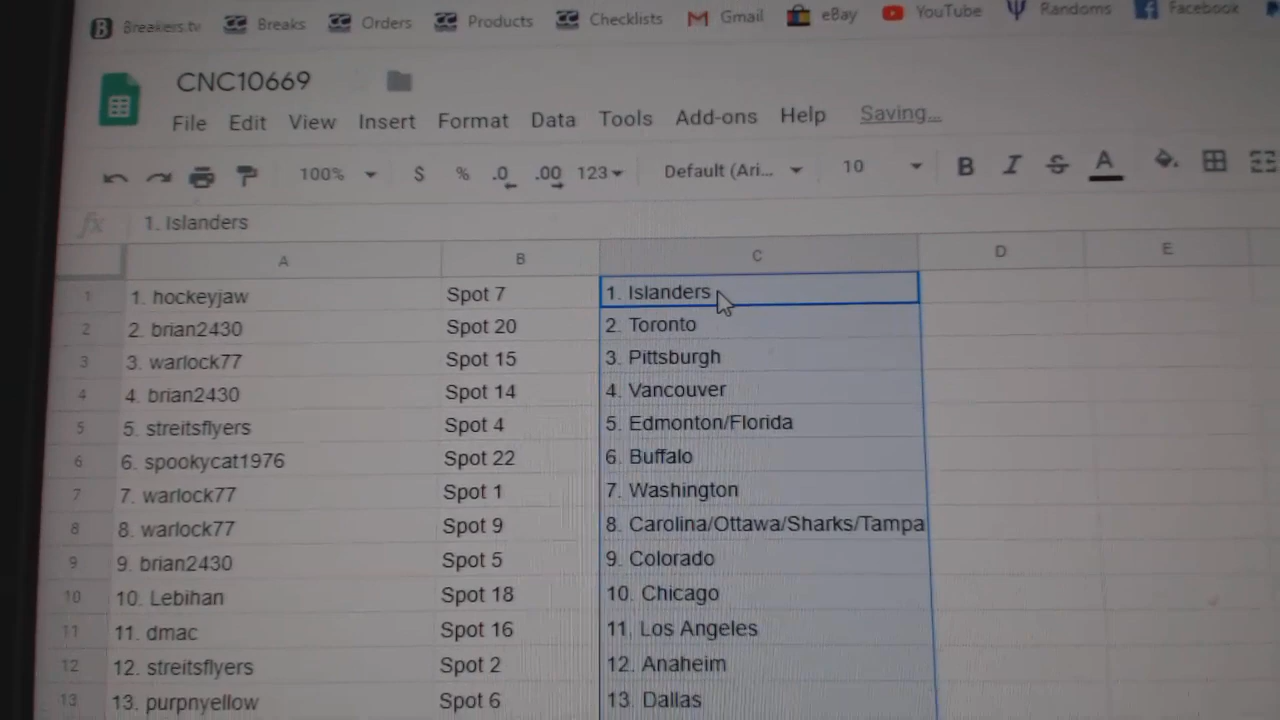 Breakers.tv Breaks Orders Products Checklists Gmail eBay YouTube Randoms Facebook
CNC10669
File Edit View Insert Format Data Tools Add-ons Help Saving...
100% $ % .0 .00 123 Default (Ari... 10 B I S A
fx 1. Islanders
A B C D E
1 1. hockeyjaw Spot 7 1. Islanders
2 2. brian2430 Spot 20 2. Toronto
3 3. warlock77 Spot 15 3. Pittsburgh
4 4. brian2430 Spot 14 4. Vancouver
5 5. streitsflyers Spot 4 5. Edmonton/Florida
6 6. spookycat1976 Spot 22 6. Buffalo
7 7. warlock77 Spot 1 7. Washington
8 8. warlock77 Spot 9 8. Carolina/Ottawa/Sharks/Tampa
9 9. brian2430 Spot 5 9. Colorado
10 10. Lebihan Spot 18 10. Chicago
11 11. dmac Spot 16 11. Los Angeles
12 12. streitsflyers Spot 2 12. Anaheim
13 13. purpnyellow Spot 6 13. Dallas